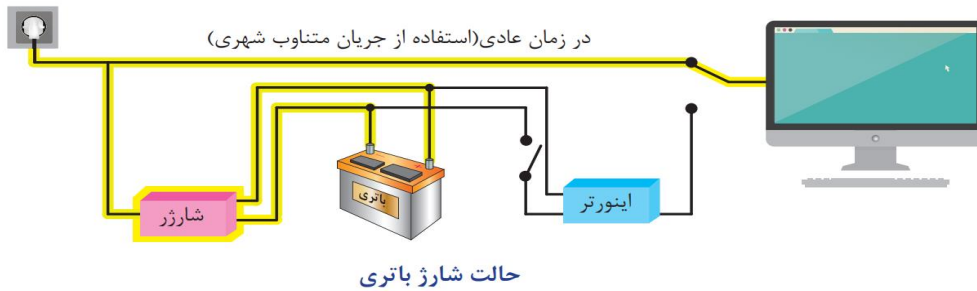 در زمان عادی(استفاده از جریان متناوب شهری)
شارژر
باتری
اینورتر
حالت شارژ باتری